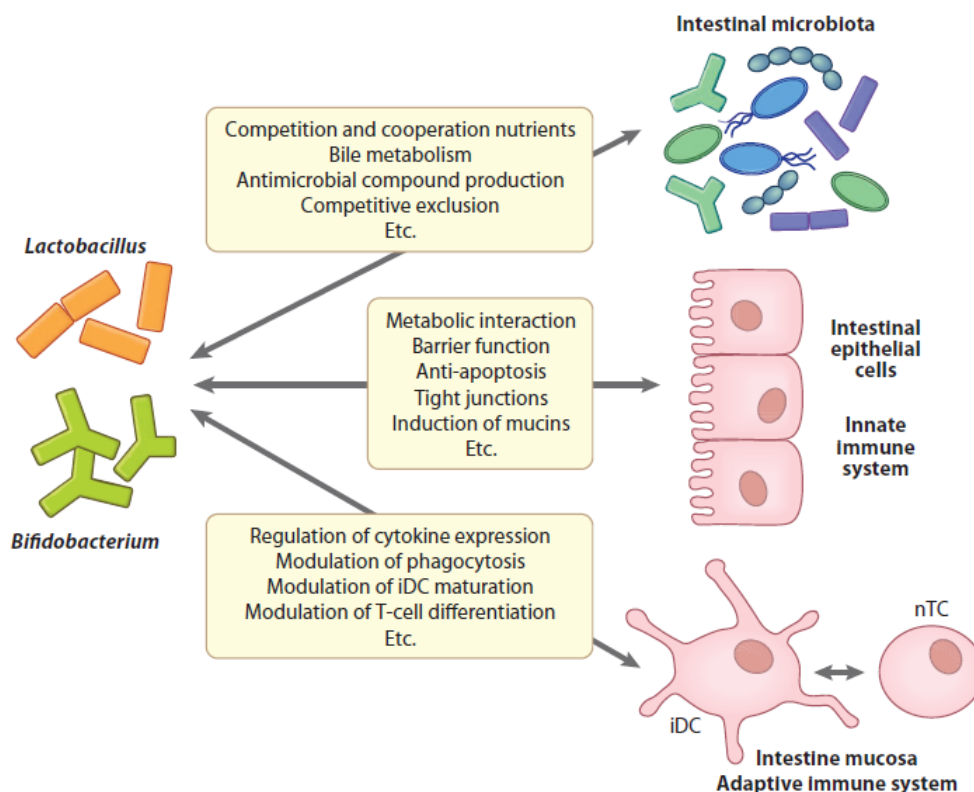 Intestinal microbiota
Competition and cooperation nutrients
Bile metabolism
Antimicrobial compound production
Competitive exclusion
Etc.
Lactobacillus
Metabolic interaction
Barrier function
Anti-apoptosis
Tight junctions
Induction of mucins
Etc.
Intestinal
epithelial
cells
Innate
immune
system
Bifidobacterium
Regulation of cytokine expression
Modulation of phagocytosis
Modulation of iDC maturation
Modulation of T-cell differentiation
Etc.
nTC
iDC
Intestine mucosa
Adaptive immune system